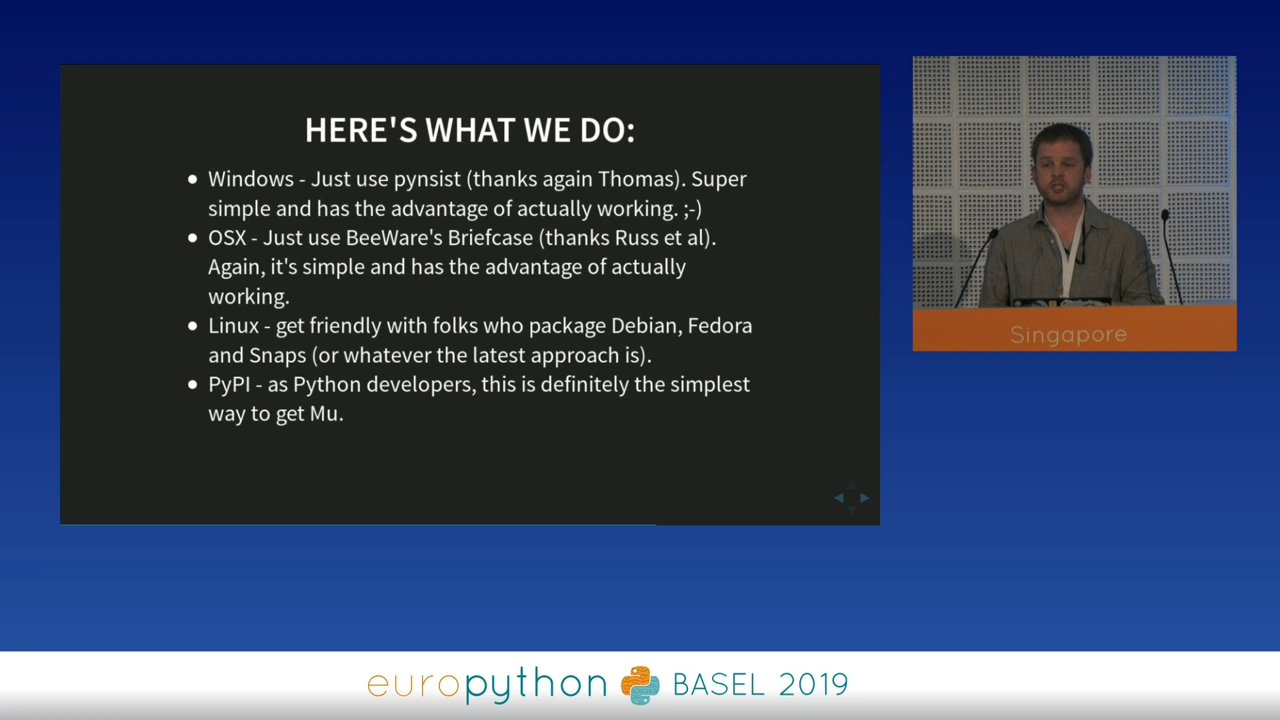 HERE'S WHAT WE DO:
• Windows - Just use pynsist (thanks again Thomas). Super
simple and has the advantage of actually working. ;-)
• OSX - Just use BeeWare's Briefcase (thanks Russ et al).
Again, it's simple and has the advantage of actually
working.
• Linux - get friendly with folks who package Debian, Fedora
and Snaps (or whatever the latest approach is).
• PyPI - as Python developers, this is definitely the simplest
way to get Mu.
Singapore
europython BASEL 2019